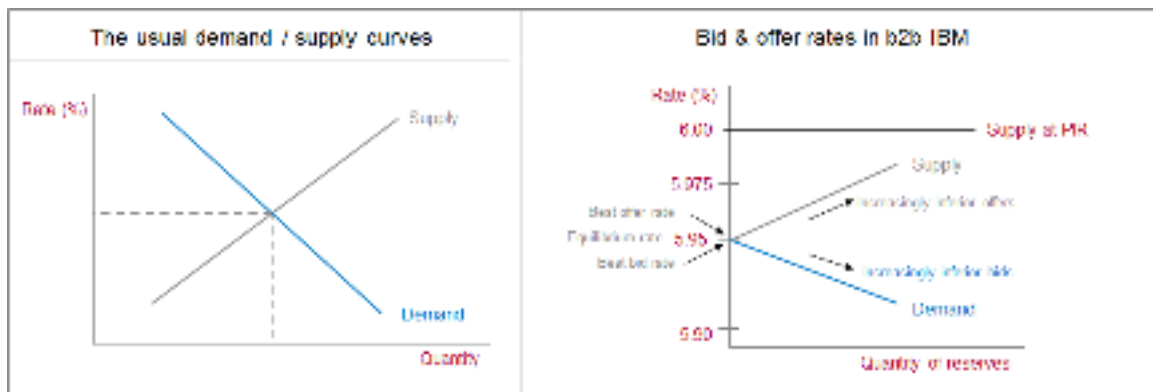 The usual demand / supply curves
Rate (%)
Supply
Demand
Quantity
Bid & offer rates in b2b IBM
Rate (%)
6.00
Supply at PIR
Supply
5.975
Increasingly inferior offers
Best offer rate
Equilibrium rate 5.95
Best bid rate
Increasingly inferior bids
Demand
5.90
Quantity of reserves